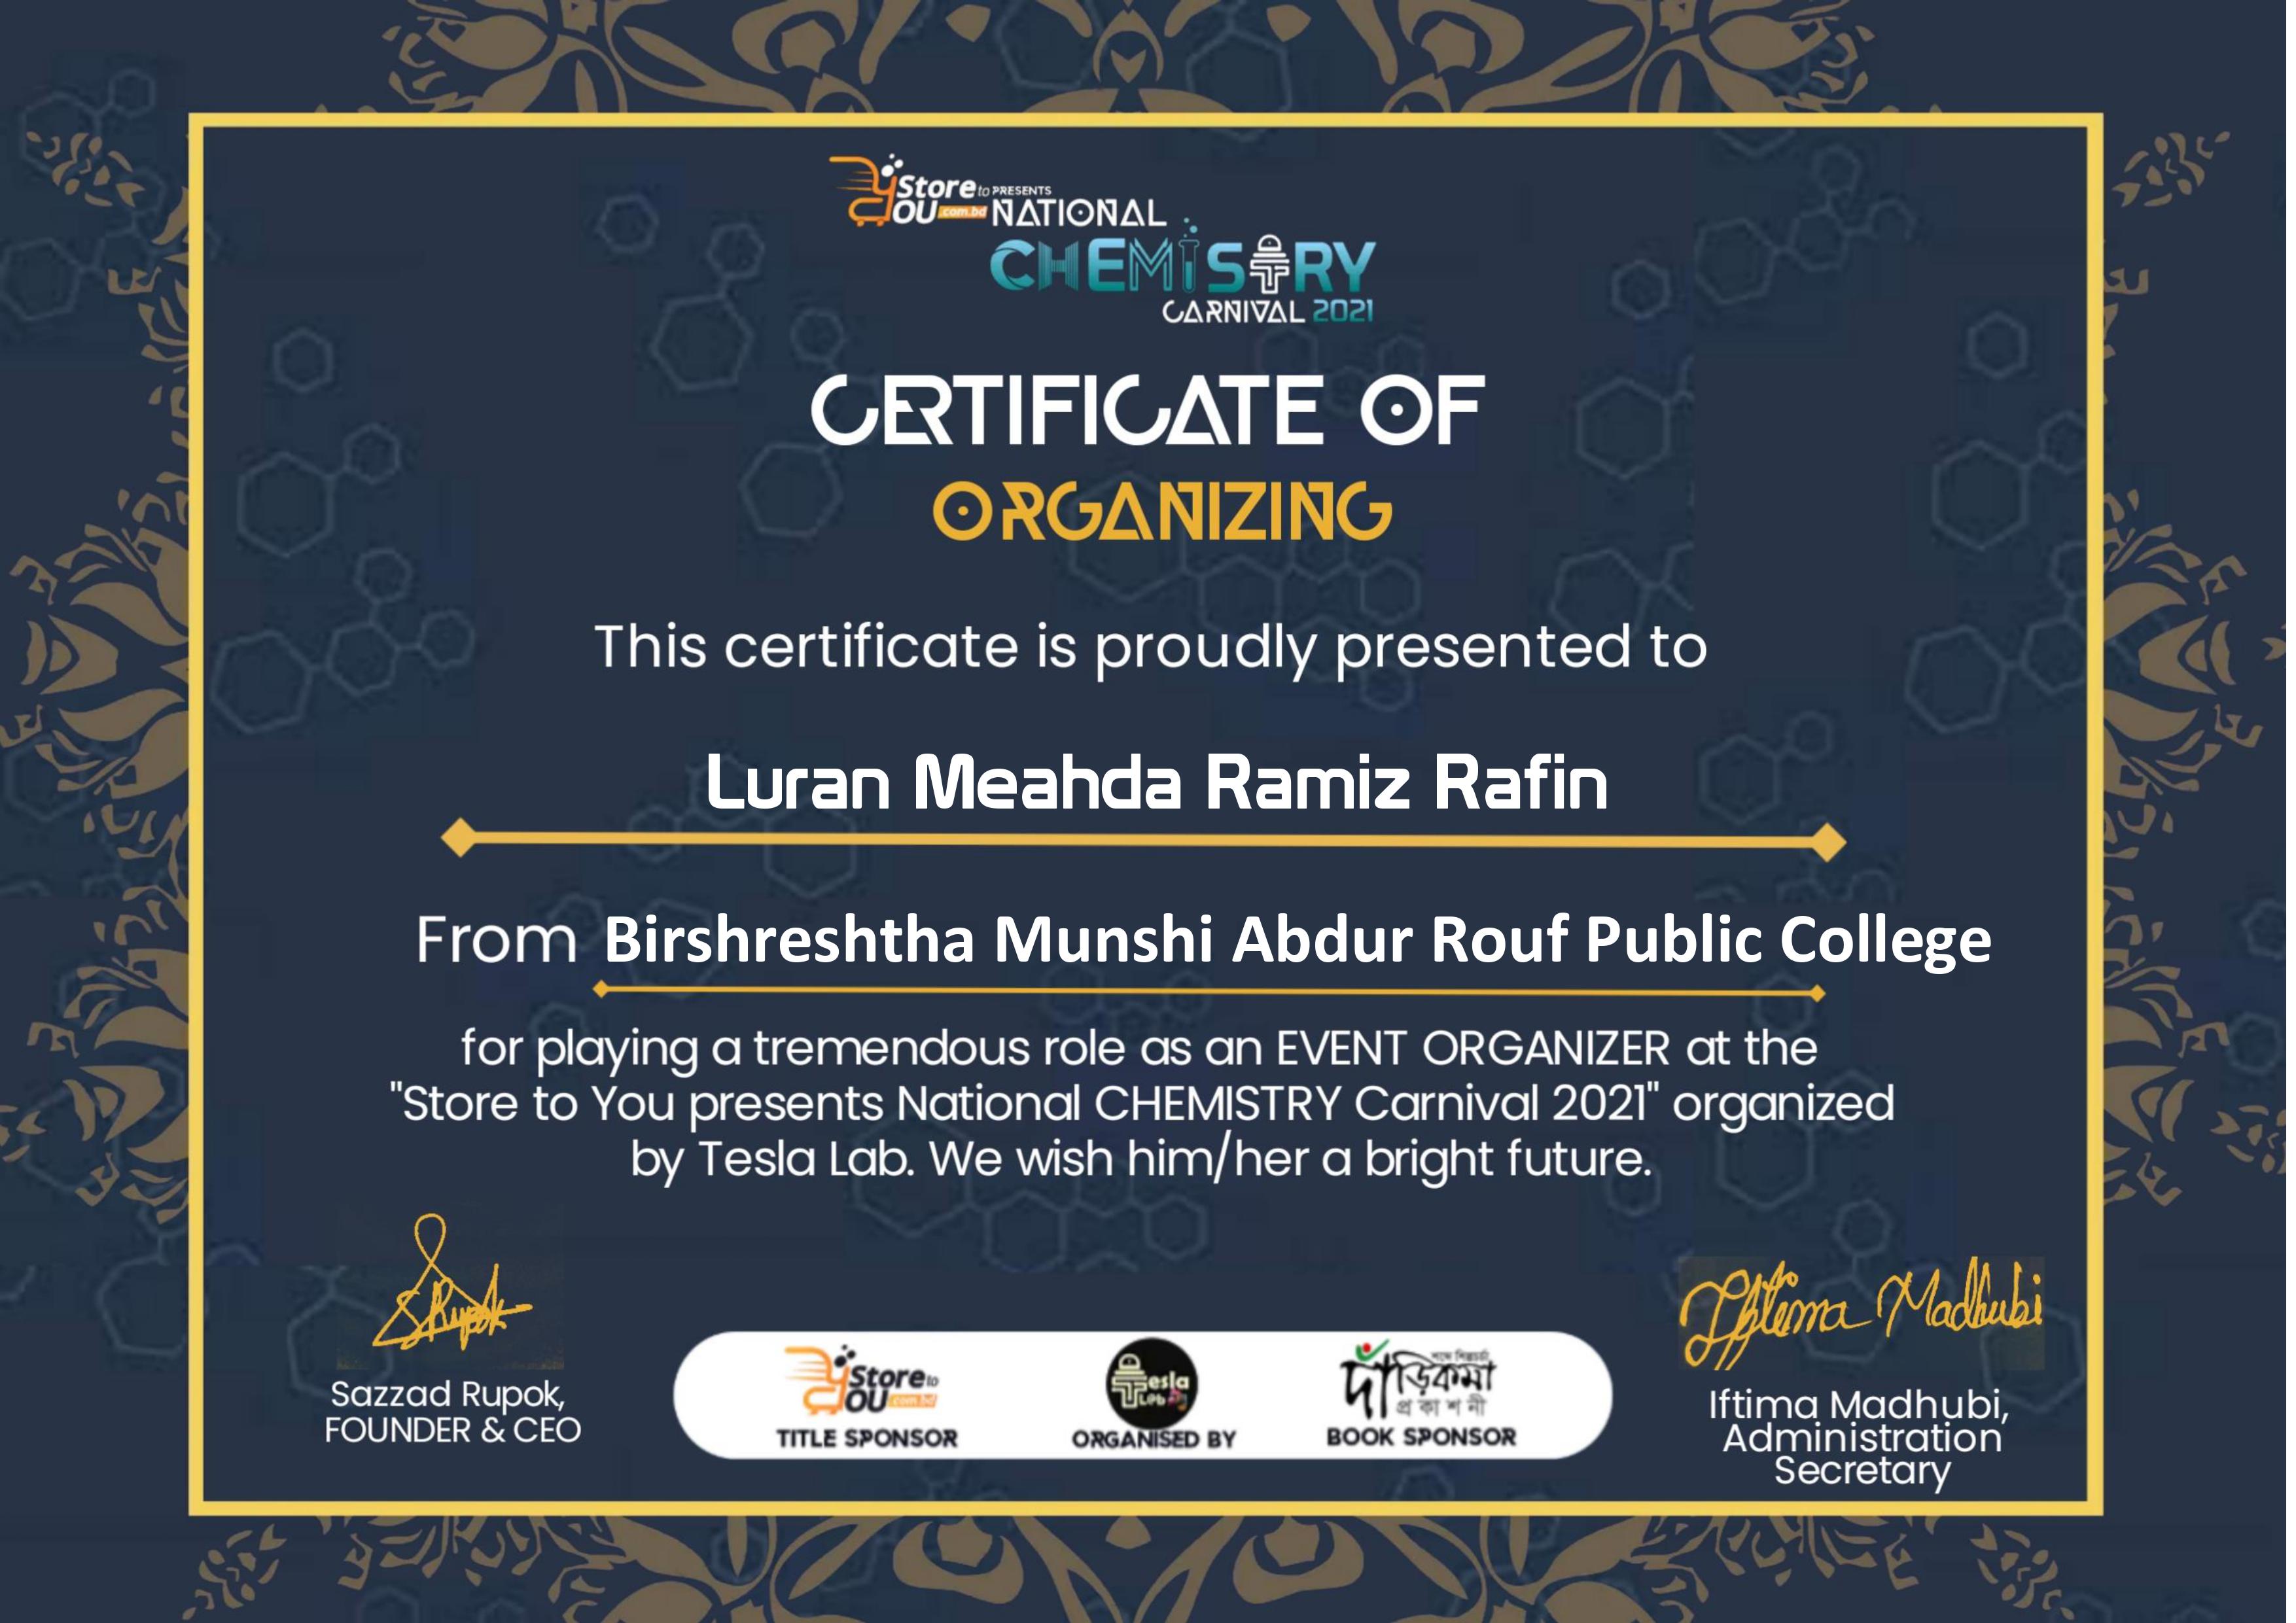 Store to PRESENTS
YOU .com.bd NATIONAL
CHEMISTRY
CARNIVAL 2021
CERTIFICATE OF
ORGANIZING
This certificate is proudly presented to
Luran Meahda Ramiz Rafin
From Birshreshtha Munshi Abdur Rouf Public College
for playing a tremendous role as an EVENT ORGANIZER at the
"Store to You presents National CHEMISTRY Carnival 2021" organized
by Tesla Lab. We wish him/her a bright future.
SRupok
Sazzad Rupok,
FOUNDER & CEO
Store to
YOU .com.bd
TITLE SPONSOR
Tesla
Lab
ORGANISED BY
দাঁড়িকমা
প্রকাশনী
BOOK SPONSOR
Iftima Madhubi
Iftima Madhubi,
Administration
Secretary